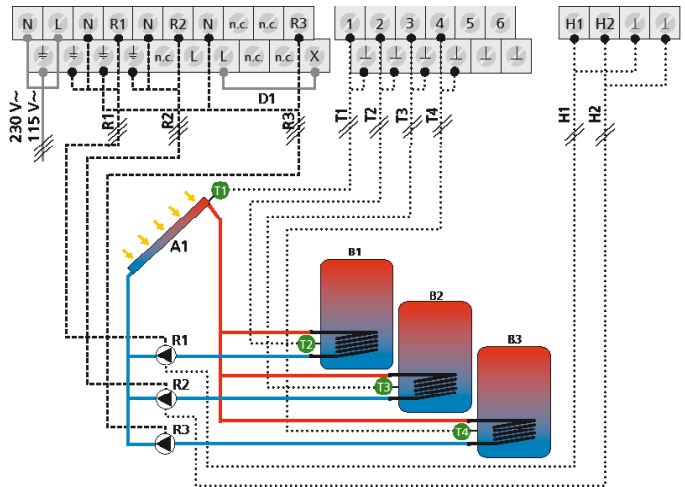 N L N R1 N R2 N n.c. n.c. R3 1 2 3 4 5 6 H1 H2 ⊥ ⊥
⏚ ⏚ ⏚ ⏚ n.c. L L n.c. n.c. X ⊥ ⊥ ⊥ ⊥ ⊥ ⊥
D1
230 V~
115 V~
R1
R2
R3
T1
T2
T3
T4
H1
H2
T1
A1
B1
B2
B3
R1
T2
R2
T3
R3
T4